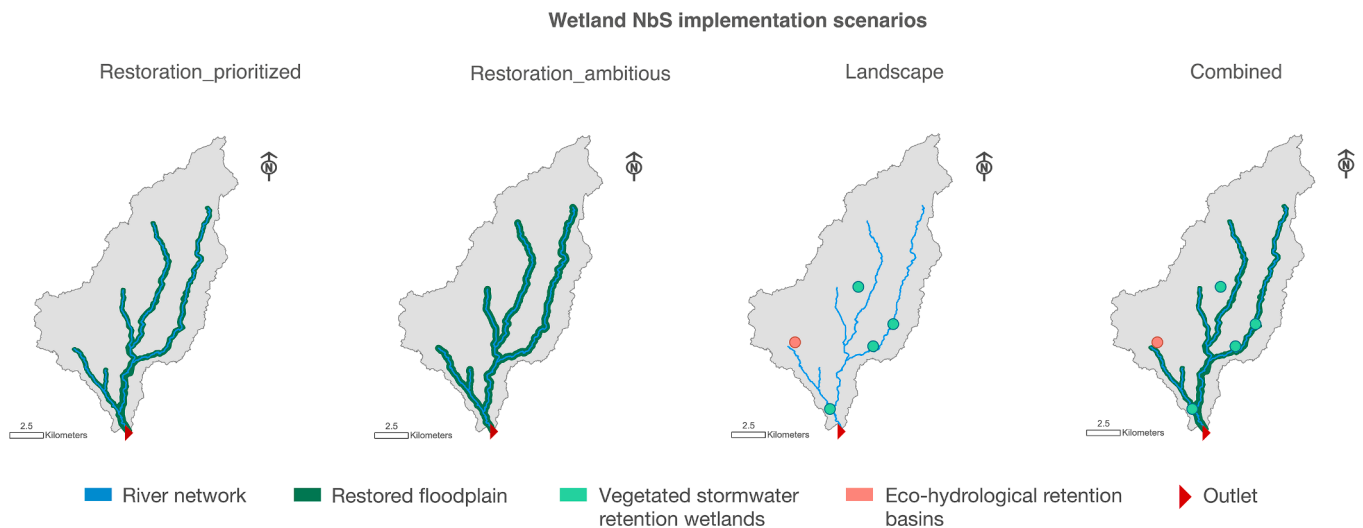 Wetland NbS implementation scenarios
Restoration_prioritized
Restoration_ambitious
Landscape
Combined
N
N
N
N
2.5
Kilometers
2.5
Kilometers
2.5
Kilometers
2.5
Kilometers
River network
Restored floodplain
Vegetated stormwater
retention wetlands
Eco-hydrological retention
basins
Outlet